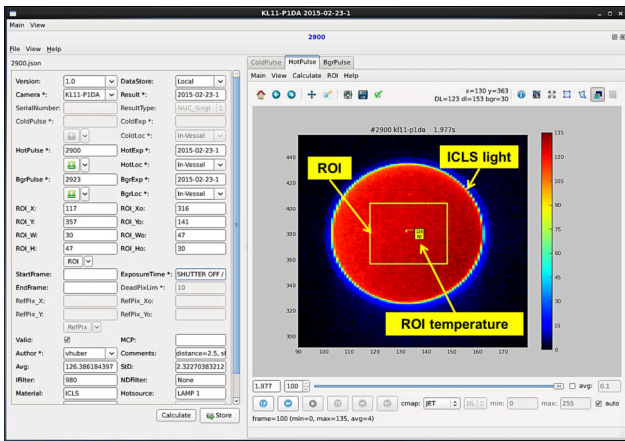 KL11-P1DA 2015-02-23-1
Main View
2900
File View Help
2900.json
Version: 1.0 DataStore: Local
Camera *: KL11-P1DA Result *: 2015-02-23-1
SerialNumber: ResultType: NUC_Singl
ColdPulse *: ColdExp *:
ColdLoc *: In-Vessel
HotPulse *: 2900 HotExp *: 2015-02-23-1
HotLoc *: In-Vessel
BgrPulse *: 2923 BgrExp *: 2015-02-23-1
BgrLoc *: In-Vessel
ROI_X: 117 ROI_Xo: 316
ROI_Y: 357 ROI_Yo: 141
ROI_W: 30 ROI_Wo: 47
ROI_H: 47 ROI_Ho: 30
ROI
StartFrame: ExposureTime *: SHUTTER OFF /
EndFrame: DeadPixLim *: 10
RefPix_X: RefPix_Xo:
RefPix_Y: RefPix_Yo:
RefPix
Valid: MCP:
Author *: vhuber Comments: distance=2.5, sl
Avg: 126.386184397 StD: 2.32270383212
IFilter: 980 NDFilter: None
Material: ICLS Hotsource: LAMP 1
Calculate Store
ColdPulse HotPulse BgrPulse
Main View Calculate ROI Help
x=130 y=363
DL=123 dl=153 bgr=30
#2900 kl11-p1da 1.977s
ROI
ICLS light
ROI temperature
440
420
400
380
360
340
320
300
90 100 110 120 130 140 150 160 170
135
120
105
90
75
60
45
30
15
0
1.977 100 avg: 0.1
cmap: JET DL min: 0 max: 255 auto
frame=100 (min=0, max=135, avg=4)